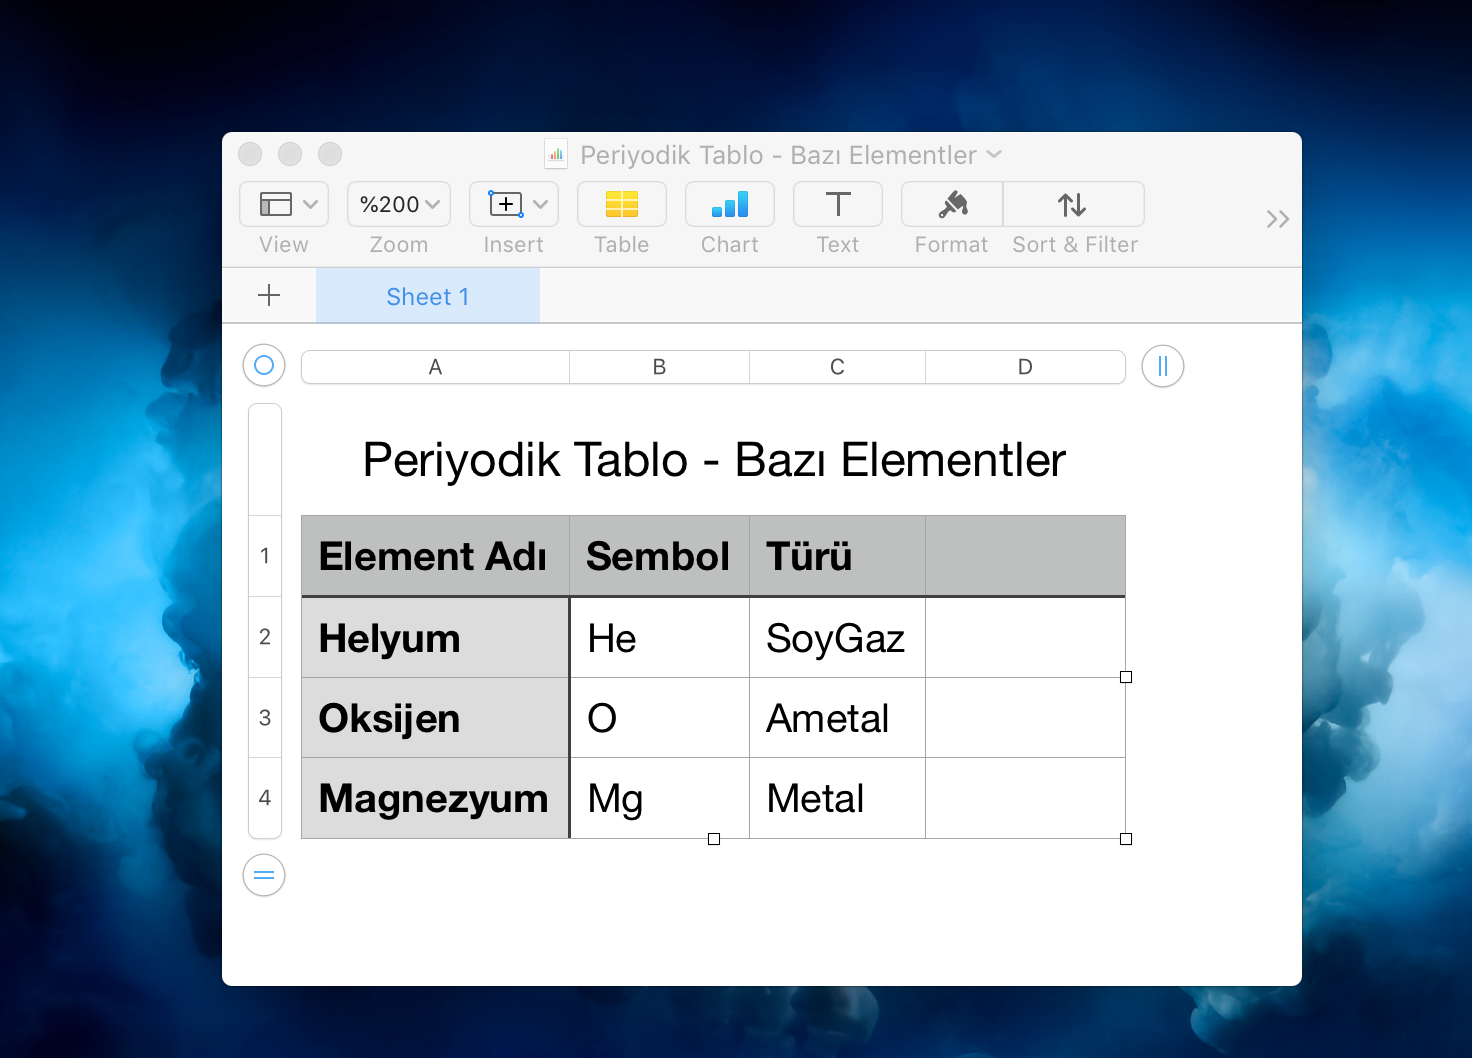 Periyodik Tablo - Bazı Elementler
%200
View Zoom Insert Table Chart Text Format Sort & Filter
Sheet 1
A B C D
Periyodik Tablo - Bazı Elementler
1 Element Adı Sembol Türü
2 Helyum He SoyGaz
3 Oksijen O Ametal
4 Magnezyum Mg Metal